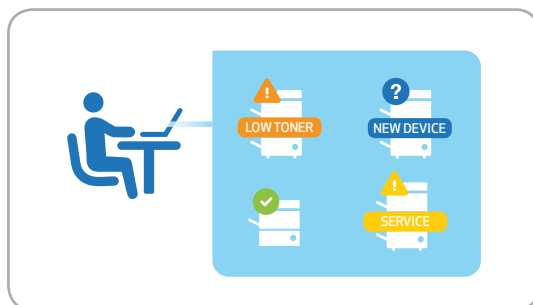 !
LOW TONER
?
NEW DEVICE
!
SERVICE